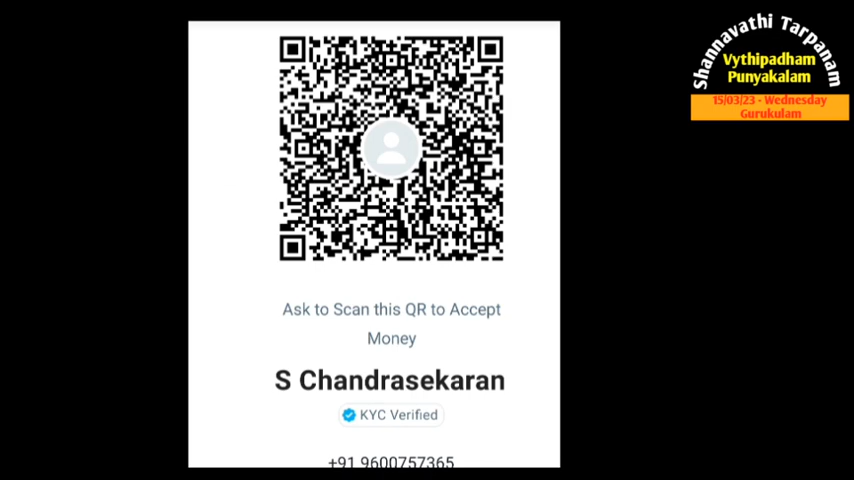 Shannavathi Tarpanam
Vythipadham
Punyakalam
15/03/23 - Wednesday
Gurukulam
Ask to Scan this QR to Accept
Money
S Chandrasekaran
KYC Verified
+91 9600757365